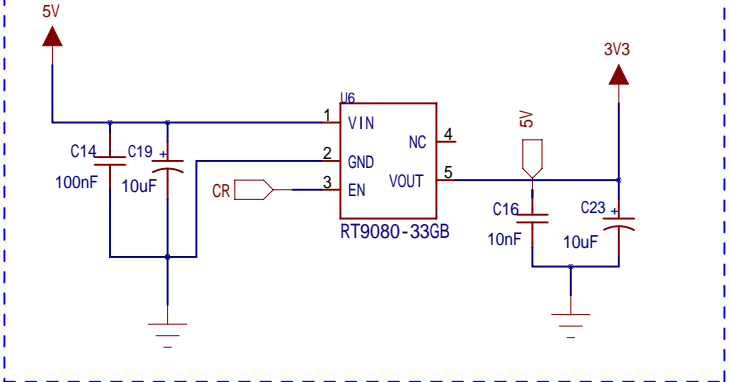 5V
3V3
U6
1
VIN
5V
NC
4
C14
C19
+
2
GND
100nF
10uF
CR
3
EN
VOUT
5
C16
C23
+
RT9080-33GB
10nF
10uF